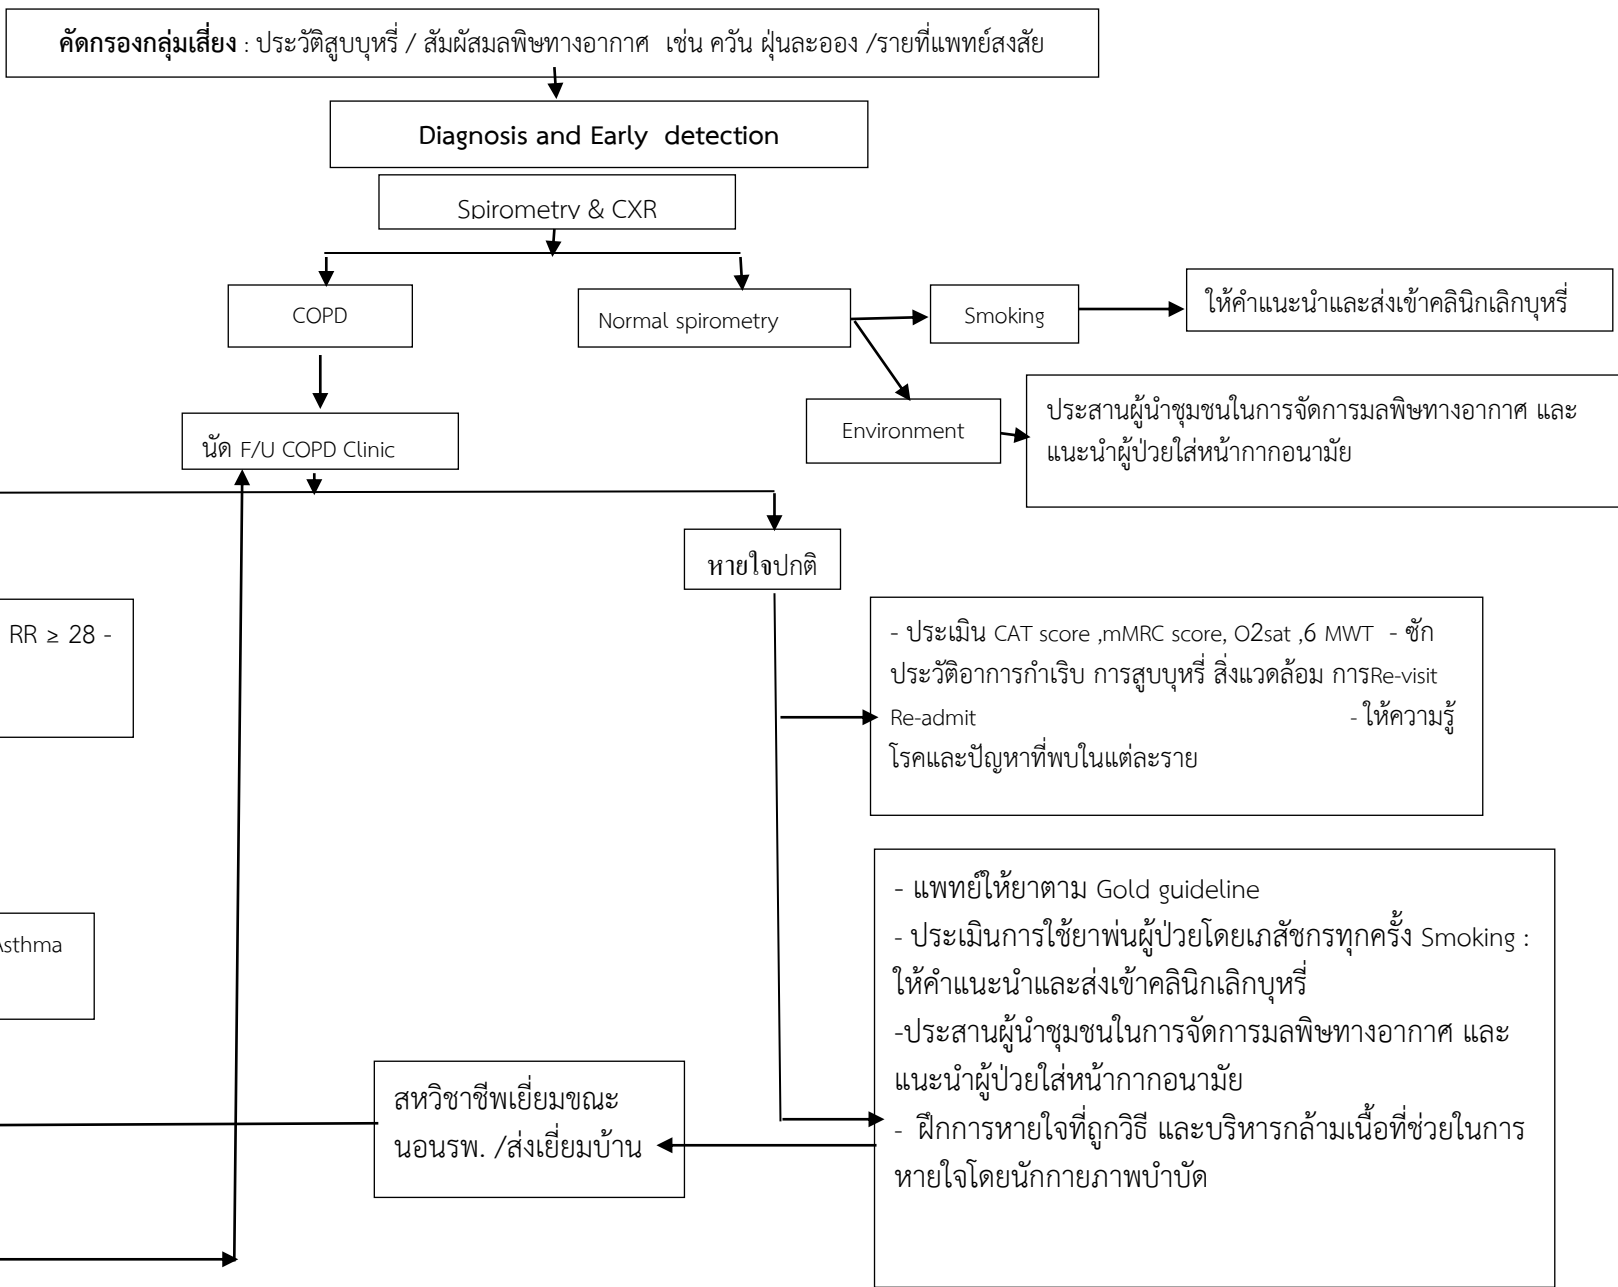 คัดกรองกลุ่มเสี่ยง : ประวัติสูบบุหรี่ / สัมผัสมลพิษทางอากาศ เช่น ควัน ฝุ่นละออง /รายที่แพทย์สงสัย
Diagnosis and Early detection
Spirometry & CXR
COPD
Normal spirometry
Smoking
ให้คำแนะนำและส่งเข้าคลินิกเลิกบุหรี่
Environment
ประสานผู้นำชุมชนในการจัดการมลพิษทางอากาศ และ
แนะนำผู้ป่วยใส่หน้ากากอนามัย
นัด F/U COPD Clinic
หายใจปกติ
RR ≥ 28 -
- ประเมิน CAT score ,mMRC score, O2sat ,6 MWT - ซัก
ประวัติอาการกำเริบ การสูบบุหรี่ สิ่งแวดล้อม การRe-visit
Re-admit - ให้ความรู้
โรคและปัญหาที่พบในแต่ละราย
Asthma
- แพทย์ให้ยาตาม Gold guideline
- ประเมินการใช้ยาพ่นผู้ป่วยโดยเภสัชกรทุกครั้ง Smoking :
ให้คำแนะนำและส่งเข้าคลินิกเลิกบุหรี่
-ประสานผู้นำชุมชนในการจัดการมลพิษทางอากาศ และ
แนะนำผู้ป่วยใส่หน้ากากอนามัย
- ฝึกการหายใจที่ถูกวิธี และบริหารกล้ามเนื้อที่ช่วยในการ
หายใจโดยนักกายภาพบำบัด
สหวิชาชีพเยี่ยมขณะ
นอนรพ. /ส่งเยี่ยมบ้าน